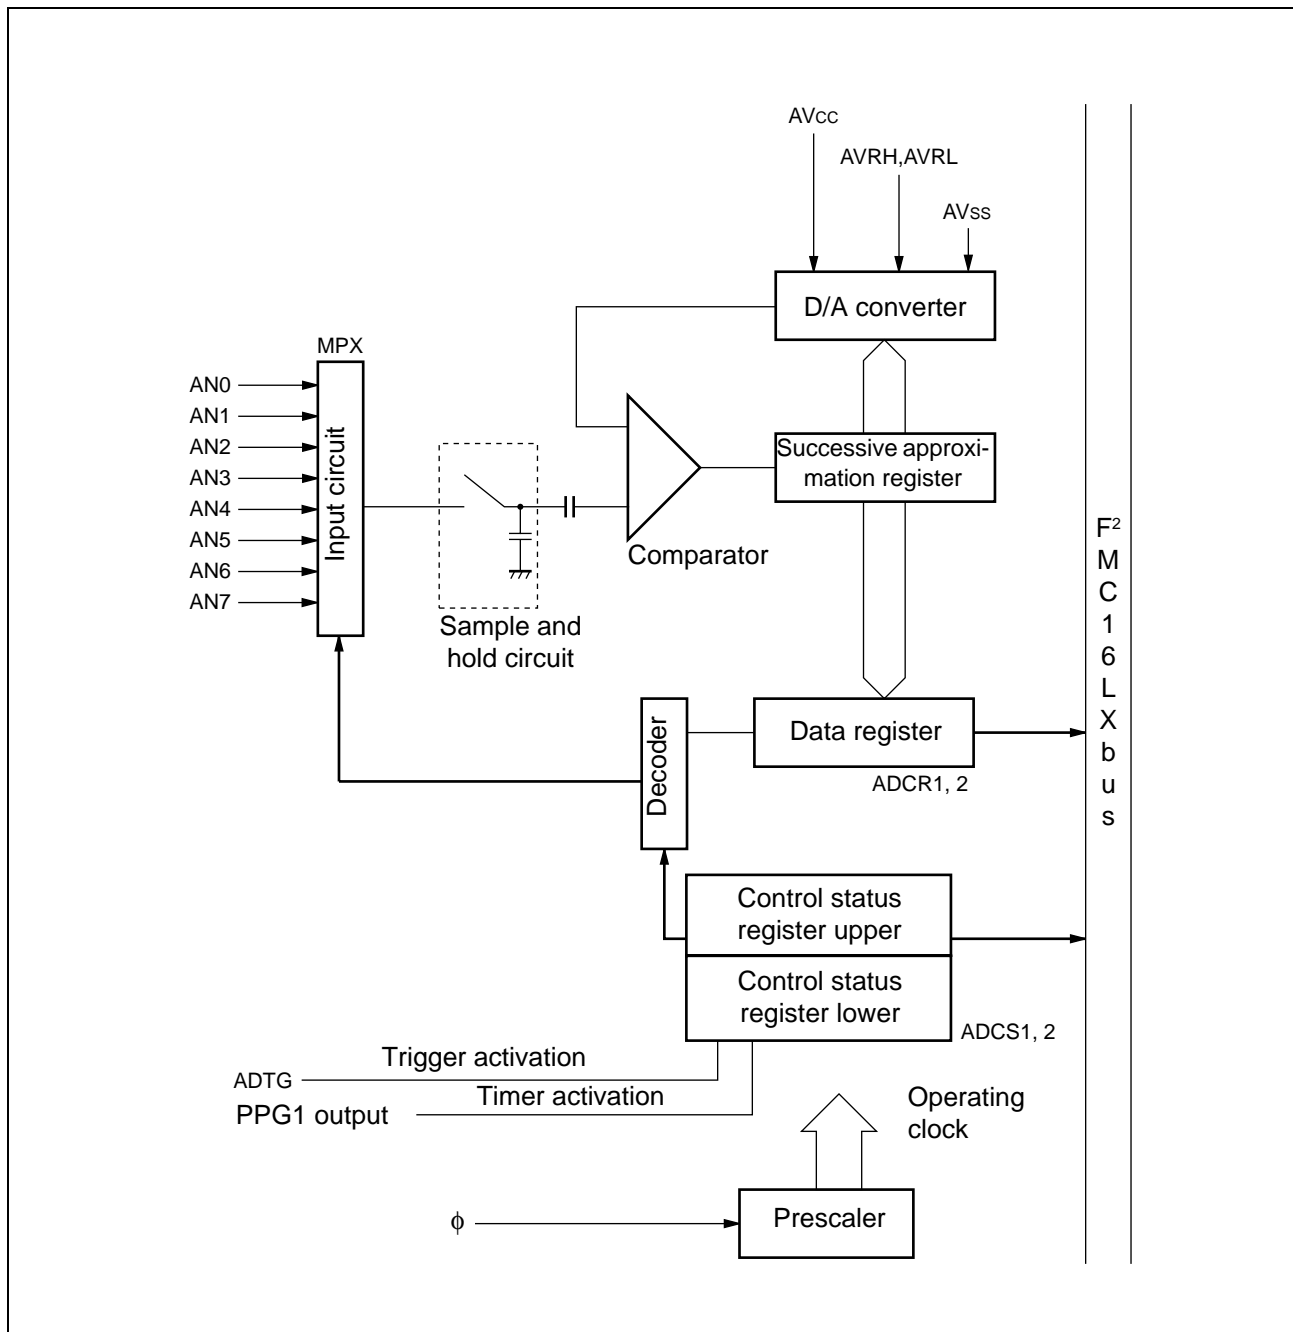 AVCC
AVRH,AVRL
AVSS
D/A converter
MPX
AN0
AN1
AN2
AN3
AN4
AN5
AN6
AN7
Input circuit
Successive approxi-
mation register
Comparator
Sample and
hold circuit
F²
M
C
1
6
L
X
b
u
s
Decoder
Data register
ADCR1, 2
Control status
register upper
Control status
register lower
ADCS1, 2
Trigger activation
ADTG
Timer activation
PPG1 output
Operating
clock
Prescaler
ϕ